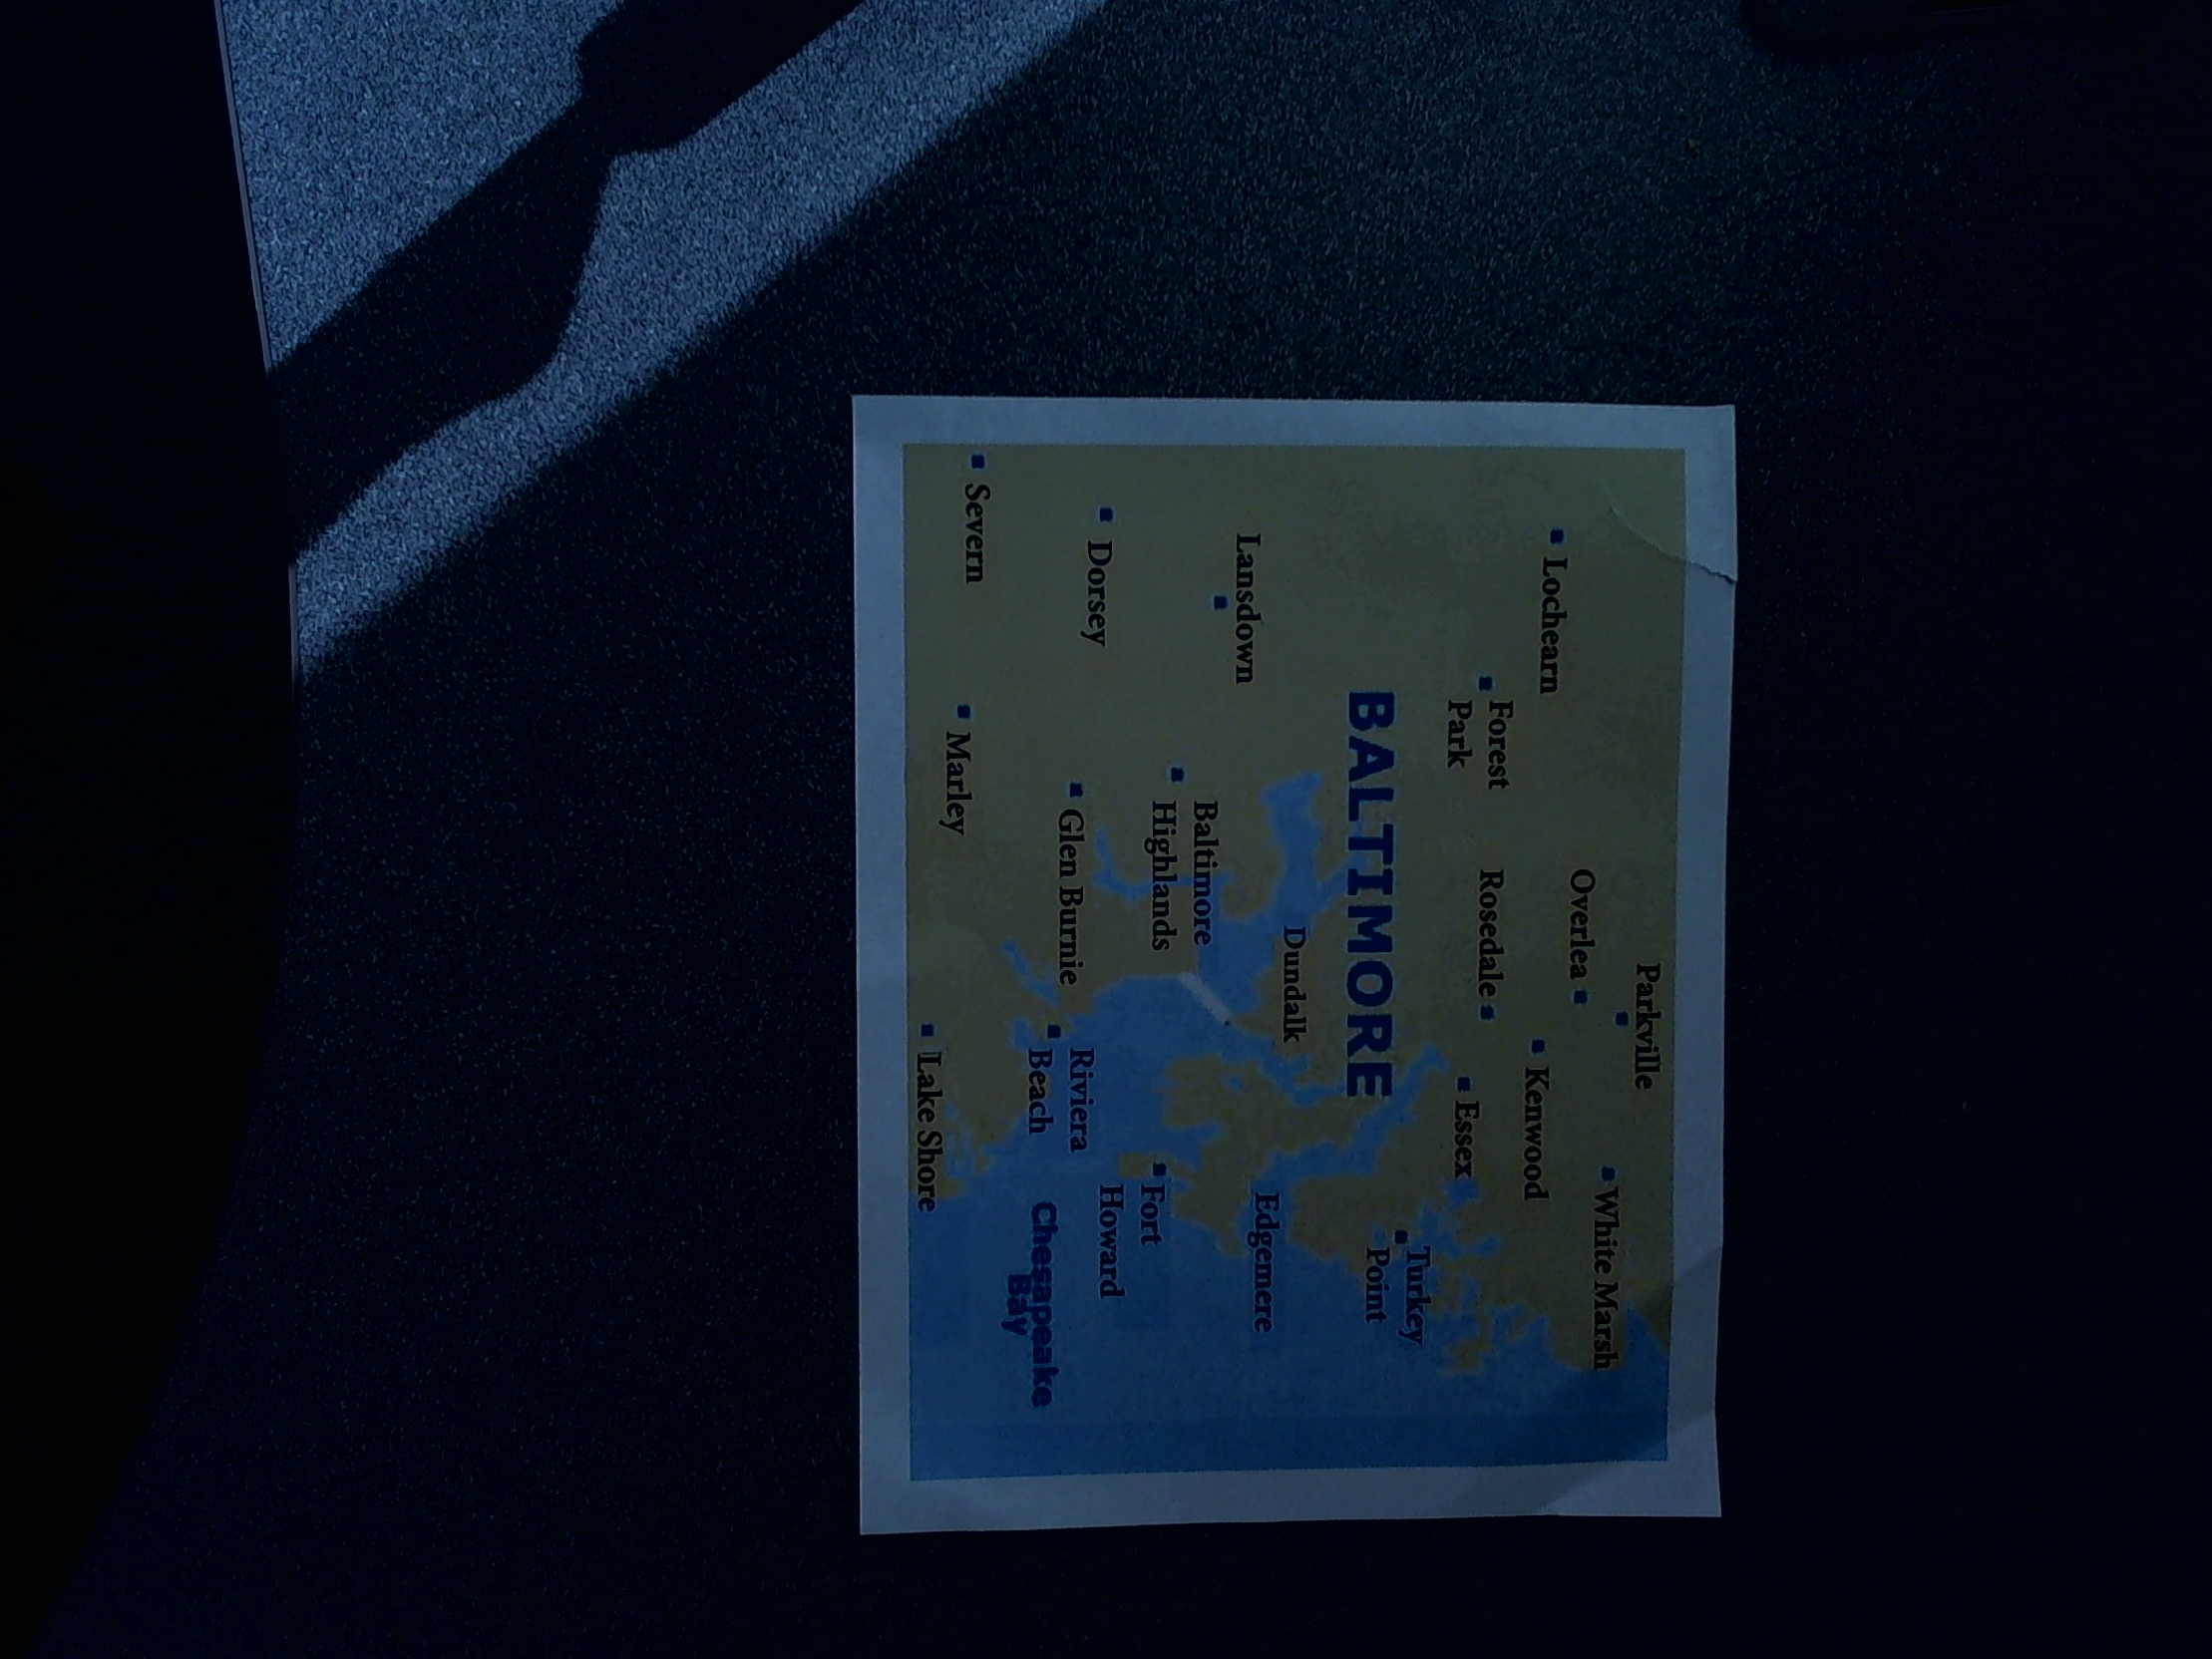 Parkville
Overlea
White Marsh
Lochearn
Kenwood
Forest
Park
Rosedale
Essex
Turkey
Point
BALTIMORE
Dundalk
Edgemere
Lansdown
Baltimore
Highlands
Fort
Howard
Dorsey
Glen Burnie
Riviera
Beach
Chesapeake
Bay
Severn
Marley
Lake Shore